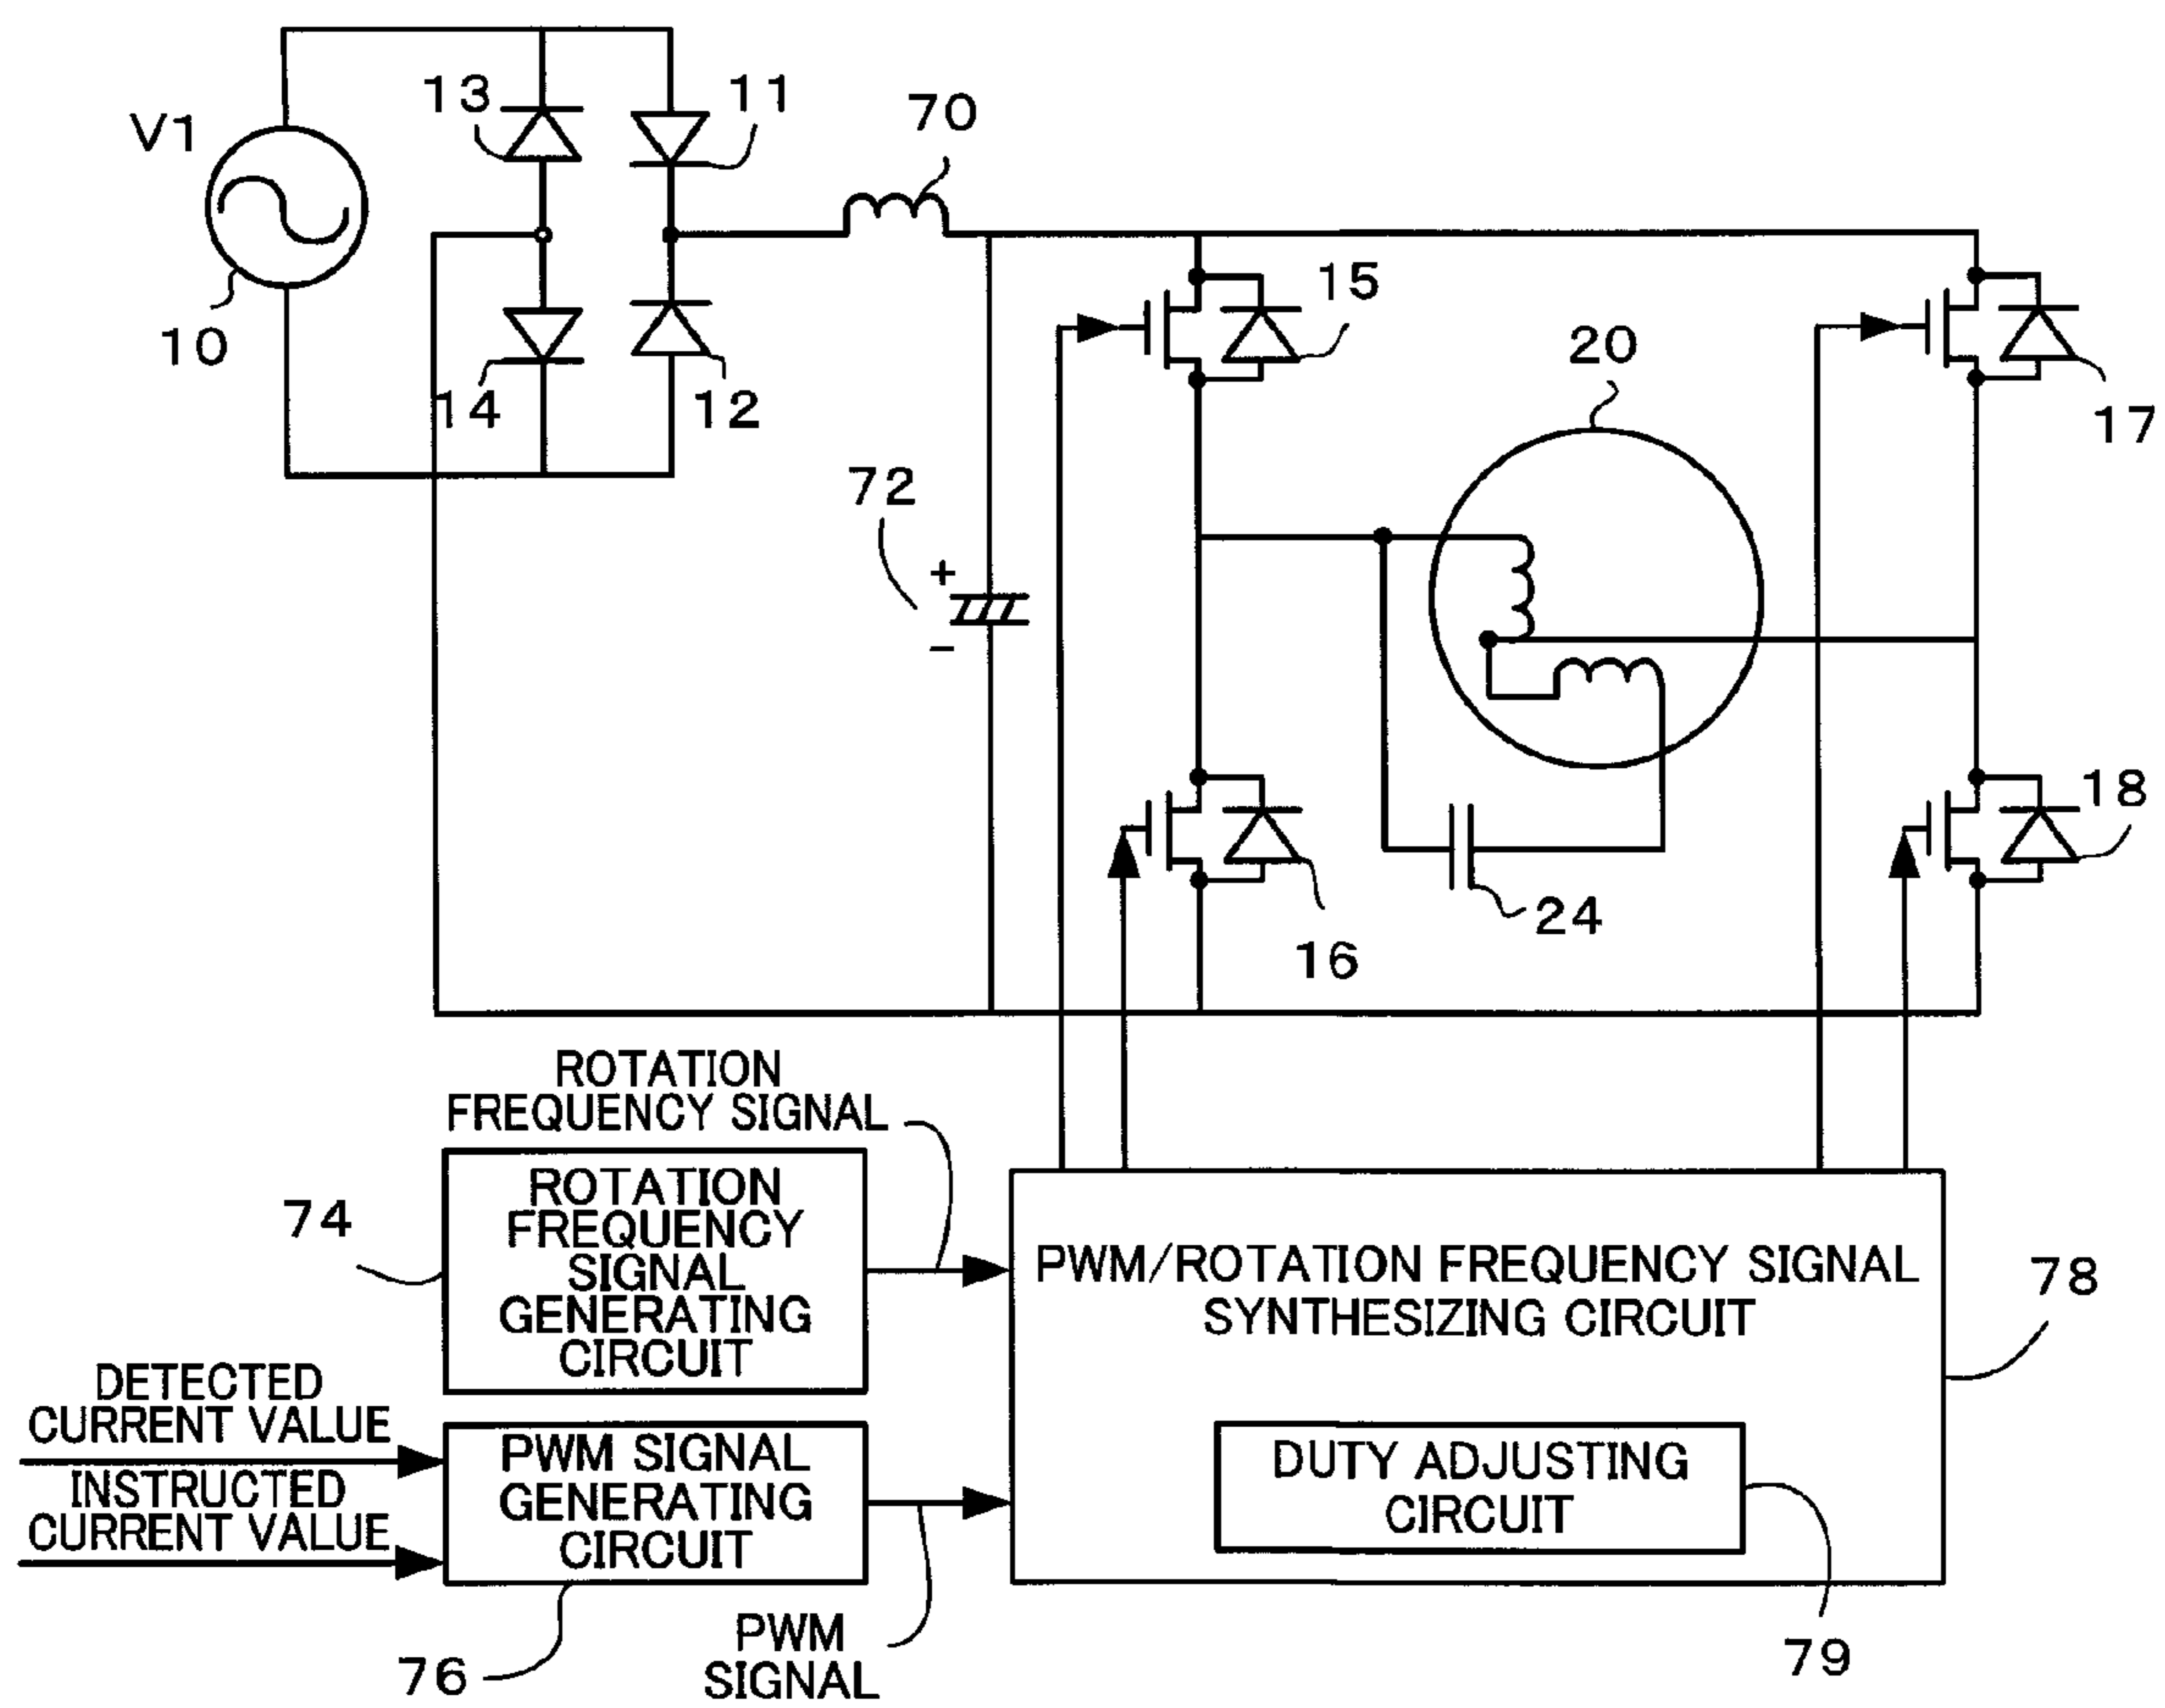 V1
10
13
11
14
12
70
72
+
-
15
17
20
16
18
24
ROTATION
FREQUENCY SIGNAL
74
ROTATION
FREQUENCY
SIGNAL
GENERATING
CIRCUIT
DETECTED
CURRENT VALUE
INSTRUCTED
CURRENT VALUE
PWM SIGNAL
GENERATING
CIRCUIT
76
PWM
SIGNAL
PWM/ROTATION FREQUENCY SIGNAL
SYNTHESIZING CIRCUIT
78
DUTY ADJUSTING
CIRCUIT
79